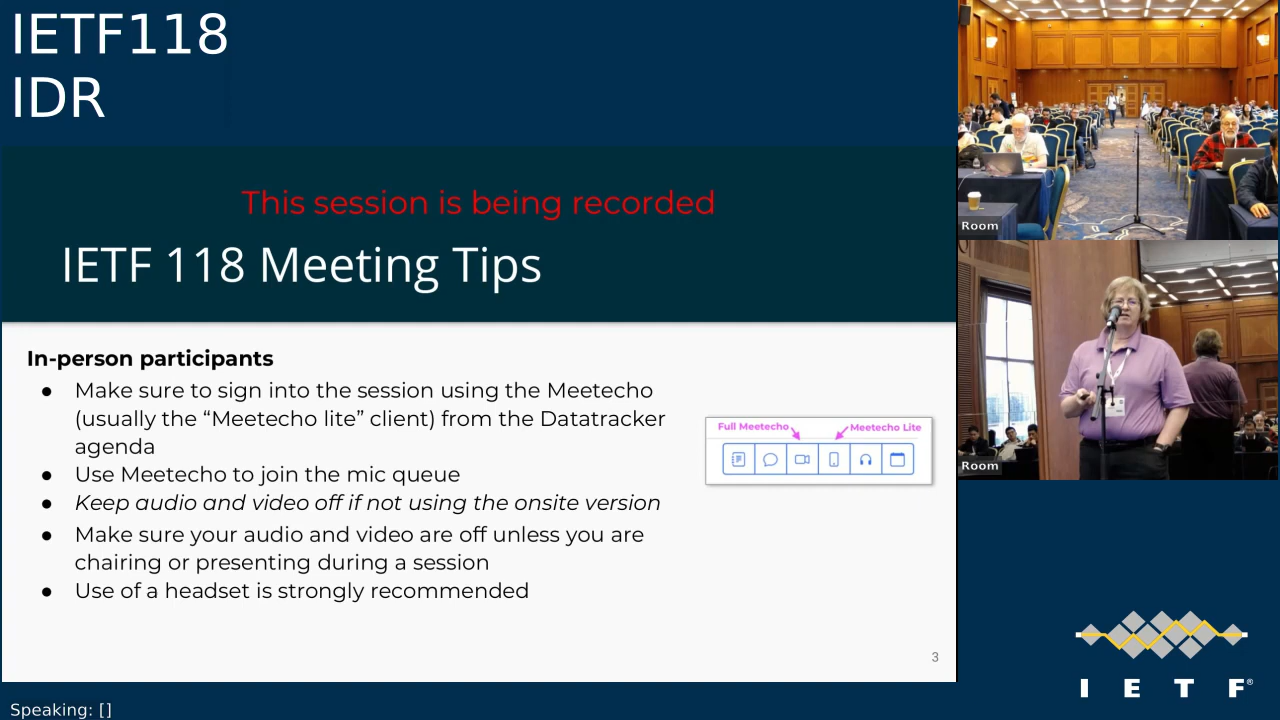 IETF118
IDR
This session is being recorded
IETF 118 Meeting Tips
In-person participants
● Make sure to sign into the session using the Meetecho
(usually the “Meetecho lite” client) from the Datatracker
agenda
● Use Meetecho to join the mic queue
● Keep audio and video off if not using the onsite version
● Make sure your audio and video are off unless you are
chairing or presenting during a session
● Use of a headset is strongly recommended
Full Meetecho
Meetecho Lite
3
Room
Room
I E T F®
Speaking: []